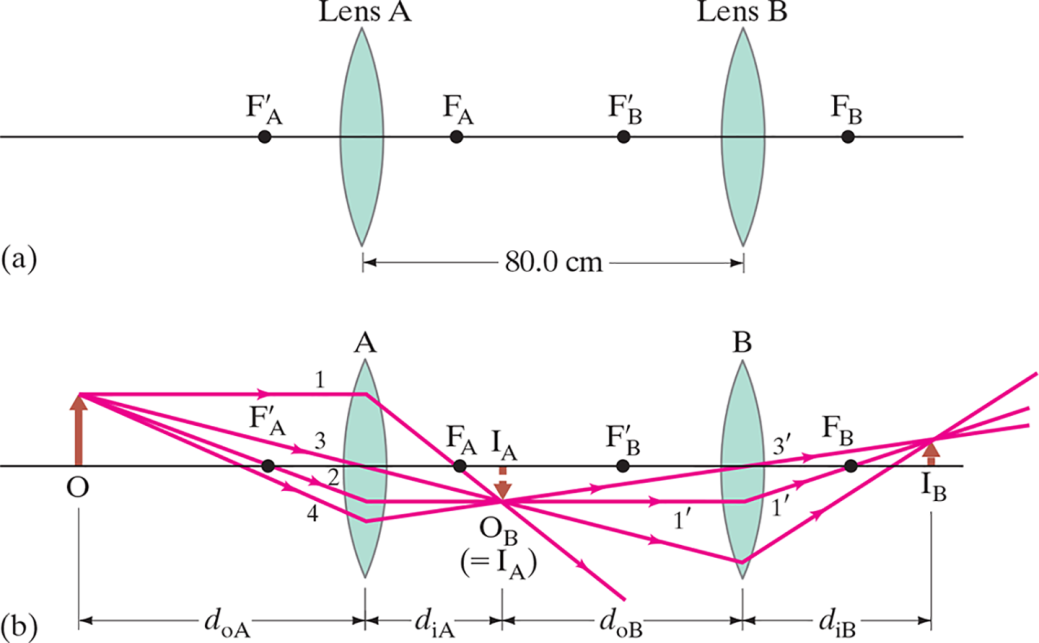 Lens A Lens B
F′A FA F′B FB
(a) 80.0 cm
A B
1
F′A FA IA F′B 3′ FB
3
O 2 IB
4 OB 1′ 1′
(= IA)
(b) doA diA doB diB